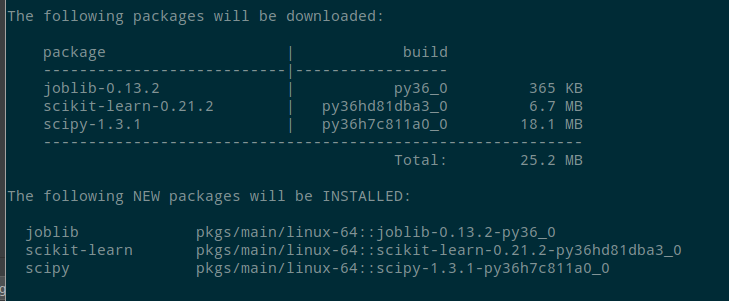 The following packages will be downloaded:
package | build
---------------------------|-----------------
joblib-0.13.2 | py36_0 365 KB
scikit-learn-0.21.2 | py36hd81dba3_0 6.7 MB
scipy-1.3.1 | py36h7c811a0_0 18.1 MB
------------------------------------------------------------
Total: 25.2 MB
The following NEW packages will be INSTALLED:
joblib pkgs/main/linux-64::joblib-0.13.2-py36_0
scikit-learn pkgs/main/linux-64::scikit-learn-0.21.2-py36hd81dba3_0
scipy pkgs/main/linux-64::scipy-1.3.1-py36h7c811a0_0